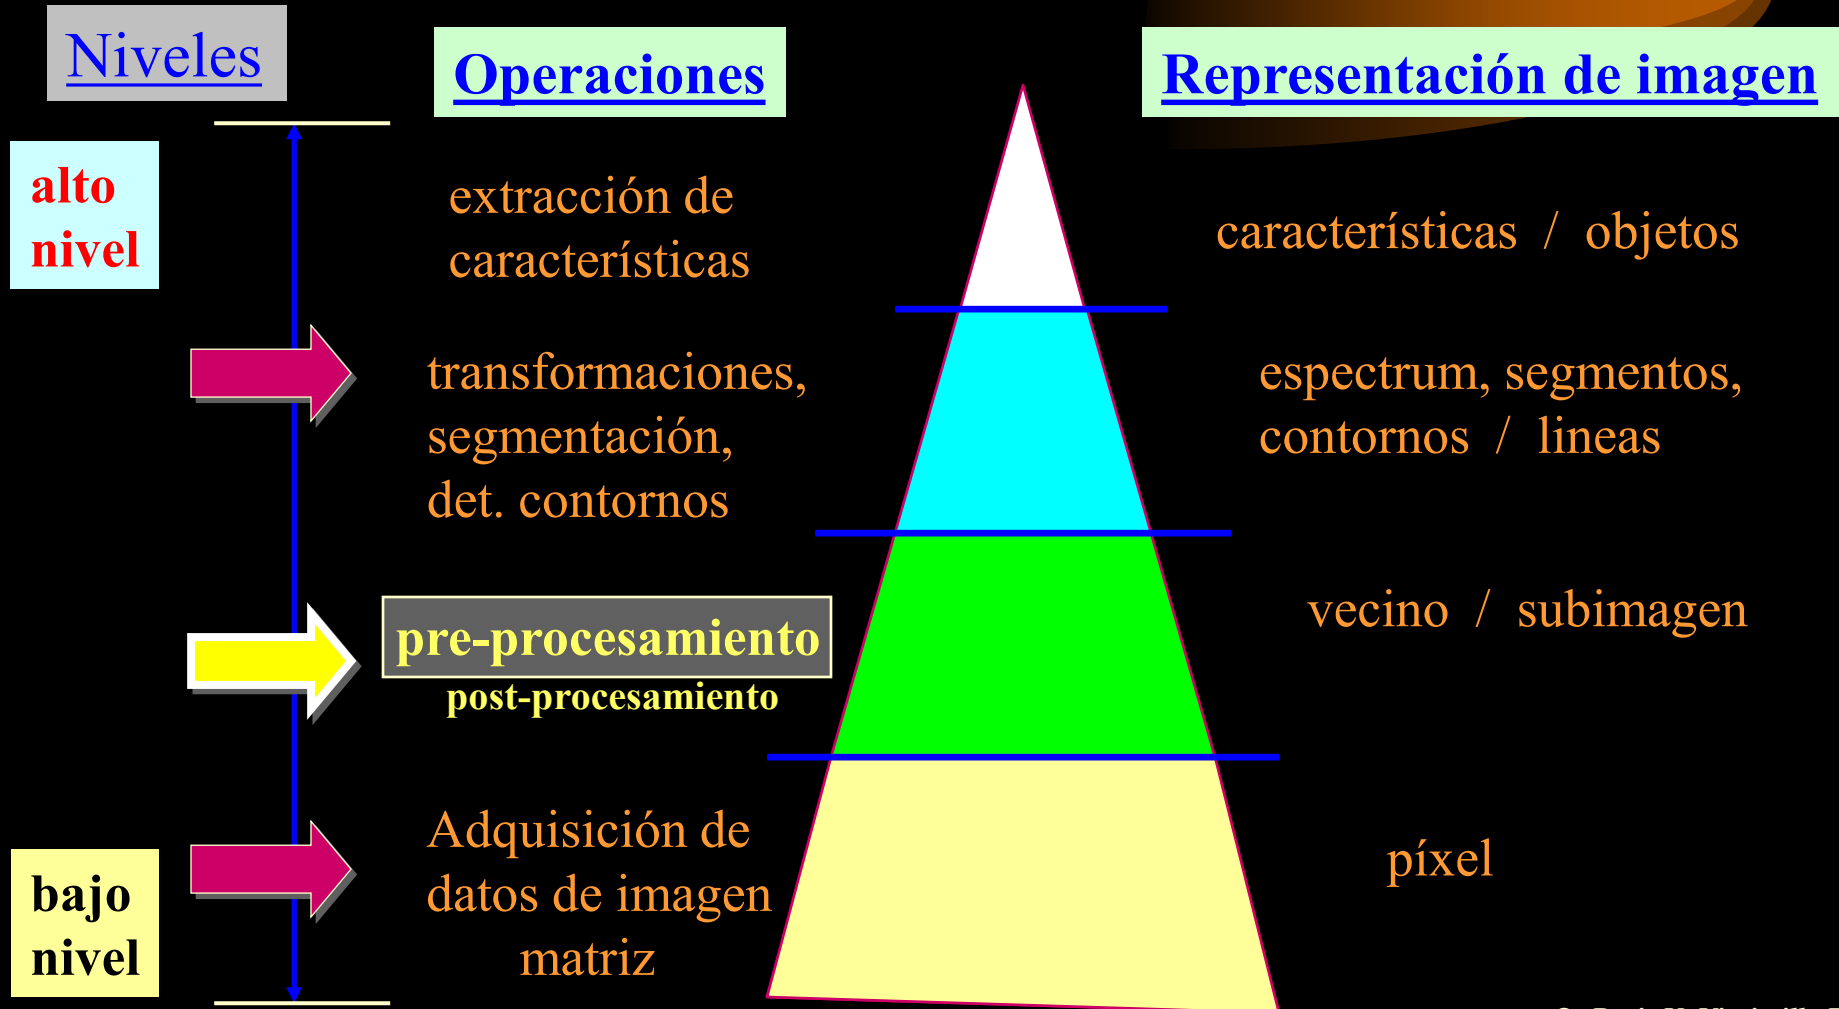 Niveles
Operaciones
Representación de imagen
alto
nivel
extracción de
características
características / objetos
transformaciones,
segmentación,
det. contornos
espectrum, segmentos,
contornos / lineas
pre-procesamiento
post-procesamiento
vecino / subimagen
bajo
nivel
Adquisición de
datos de imagen
matriz
píxel